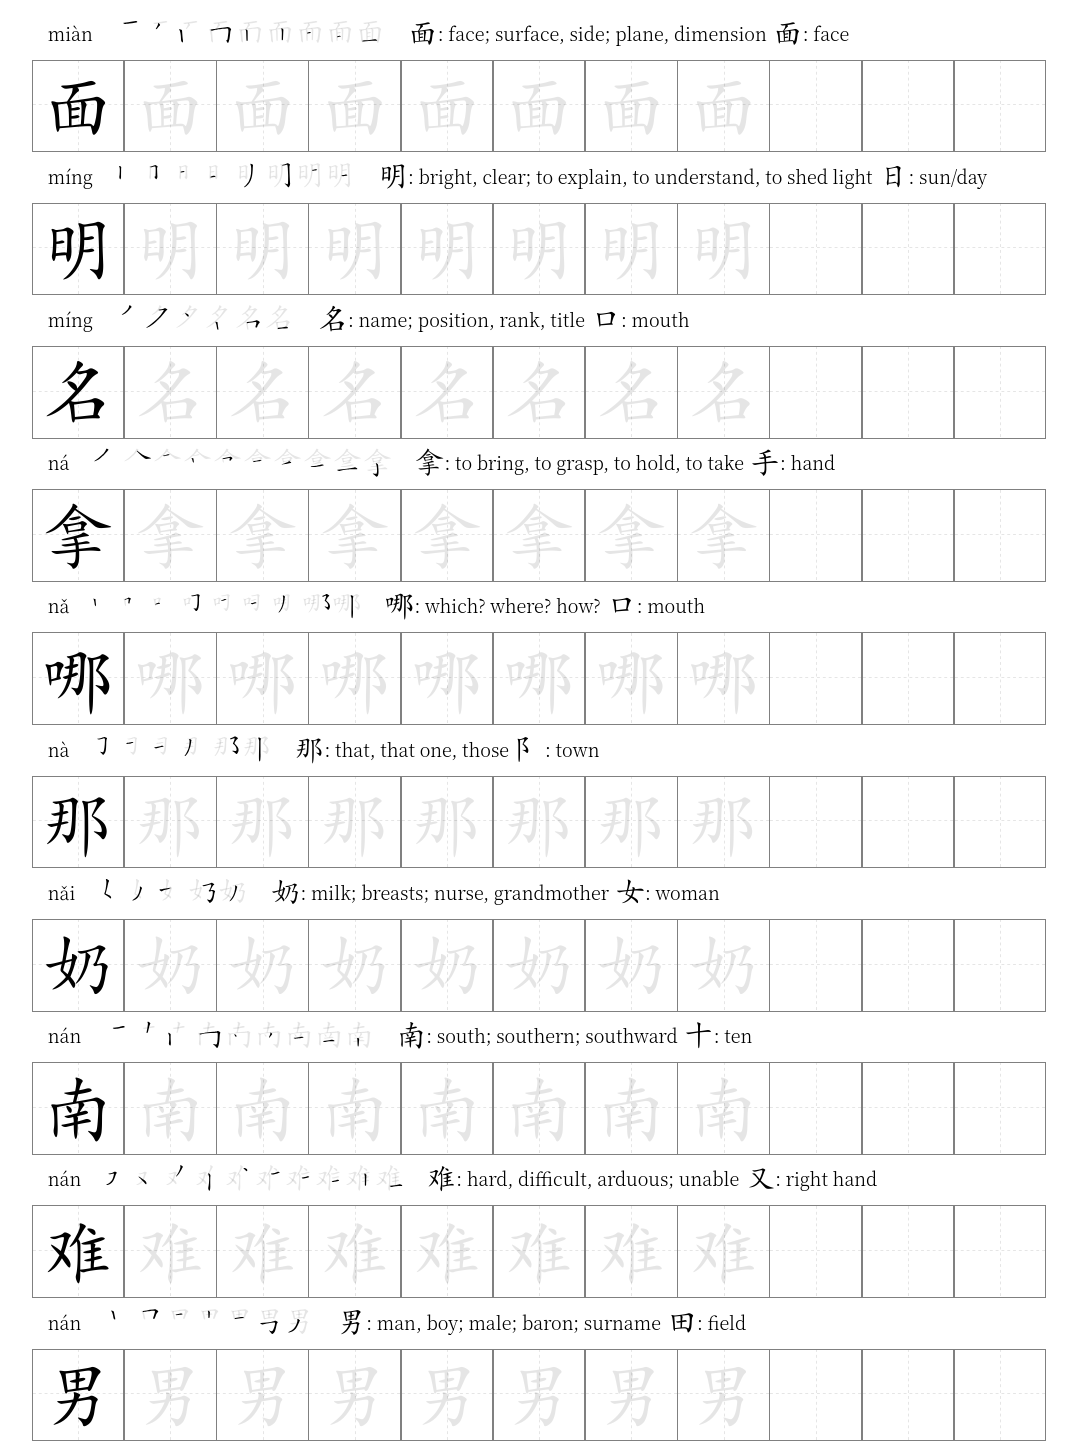 miàn 面: face; surface, side; plane, dimension 面: face
面 面 面 面 面 面 面 面
míng 明: bright, clear; to explain, to understand, to shed light 日: sun/day
明 明 明 明 明 明 明 明
míng 名: name; position, rank, title 口: mouth
名 名 名 名 名 名 名 名
ná 拿: to bring, to grasp, to hold, to take 手: hand
拿 拿 拿 拿 拿 拿 拿 拿
nǎ 哪: which? where? how? 口: mouth
哪 哪 哪 哪 哪 哪 哪 哪
nà 那: that, that one, those 阝: town
那 那 那 那 那 那 那 那
nǎi 奶: milk; breasts; nurse, grandmother 女: woman
奶 奶 奶 奶 奶 奶 奶 奶
nán 南: south; southern; southward 十: ten
南 南 南 南 南 南 南 南
nán 难: hard, difficult, arduous; unable 又: right hand
难 难 难 难 难 难 难 难
nán 男: man, boy; male; baron; surname 田: field
男 男 男 男 男 男 男 男